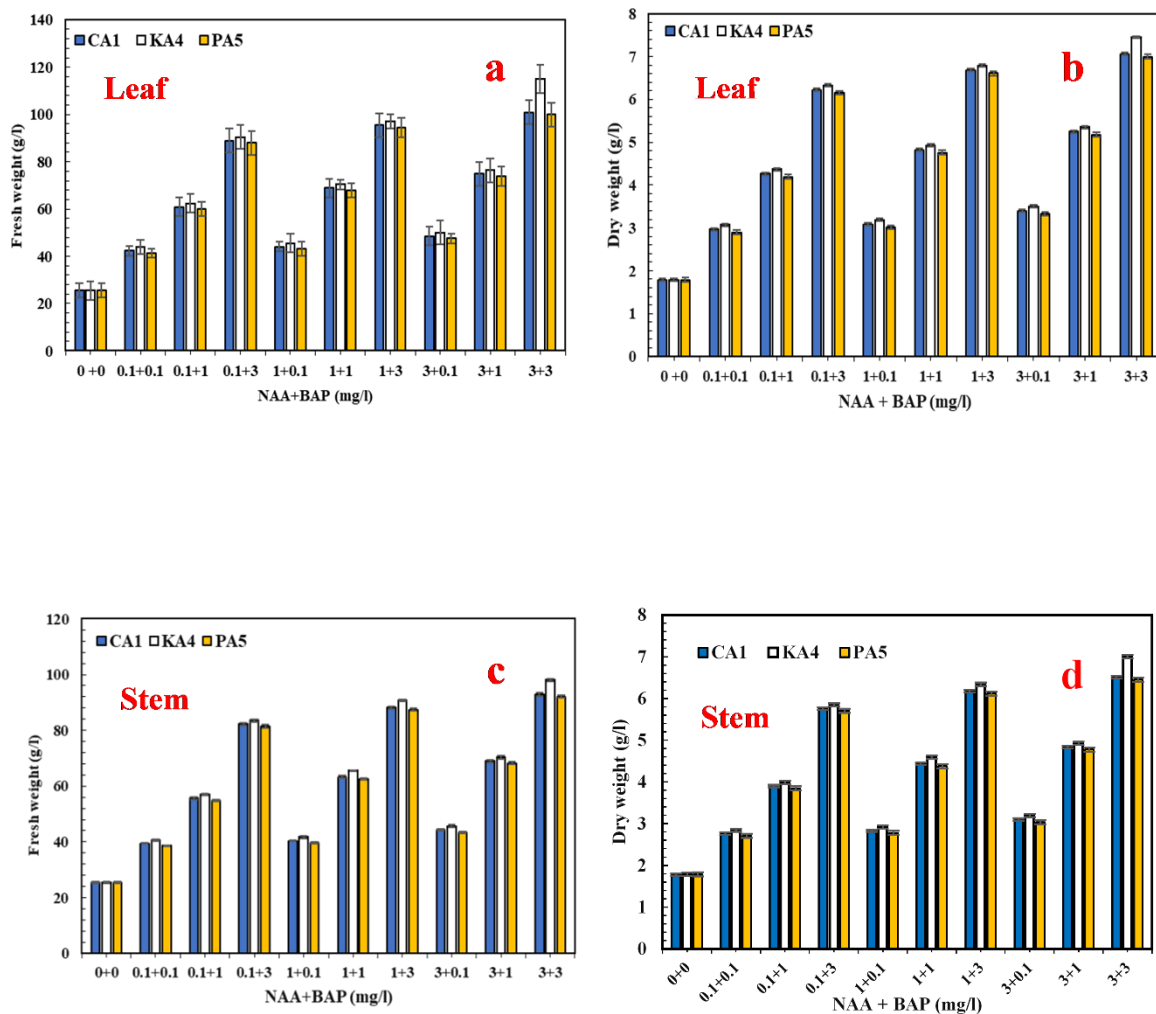 140
120
100
80
60
40
20
0
Fresh weight (g/l)
CA1 KA4 PA5
Leaf
a
0 +0 0.1+0.1 0.1+1 0.1+3 1+0.1 1+1 1+3 3+0.1 3+1 3+3
NAA+BAP (mg/l)
8
7
6
5
4
3
2
1
0
Dry weight (g/l)
CA1 KA4 PA5
Leaf
b
0+0 0.1+0.1 0.1+1 0.1+3 1+0.1 1+1 1+3 3+0.1 3+1 3+3
NAA + BAP (mg/l)
120
100
80
60
40
20
0
Fresh weight (g/l)
CA1 KA4 PA5
Stem
c
0+0 0.1+0.1 0.1+1 0.1+3 1+0.1 1+1 1+3 3+0.1 3+1 3+3
NAA+BAP (mg/l)
8
7
6
5
4
3
2
1
0
Dry weight (g/l)
CA1 KA4 PA5
Stem
d
0+0 0.1+0.1 0.1+1 0.1+3 1+0.1 1+1 1+3 3+0.1 3+1 3+3
NAA + BAP (mg/l)